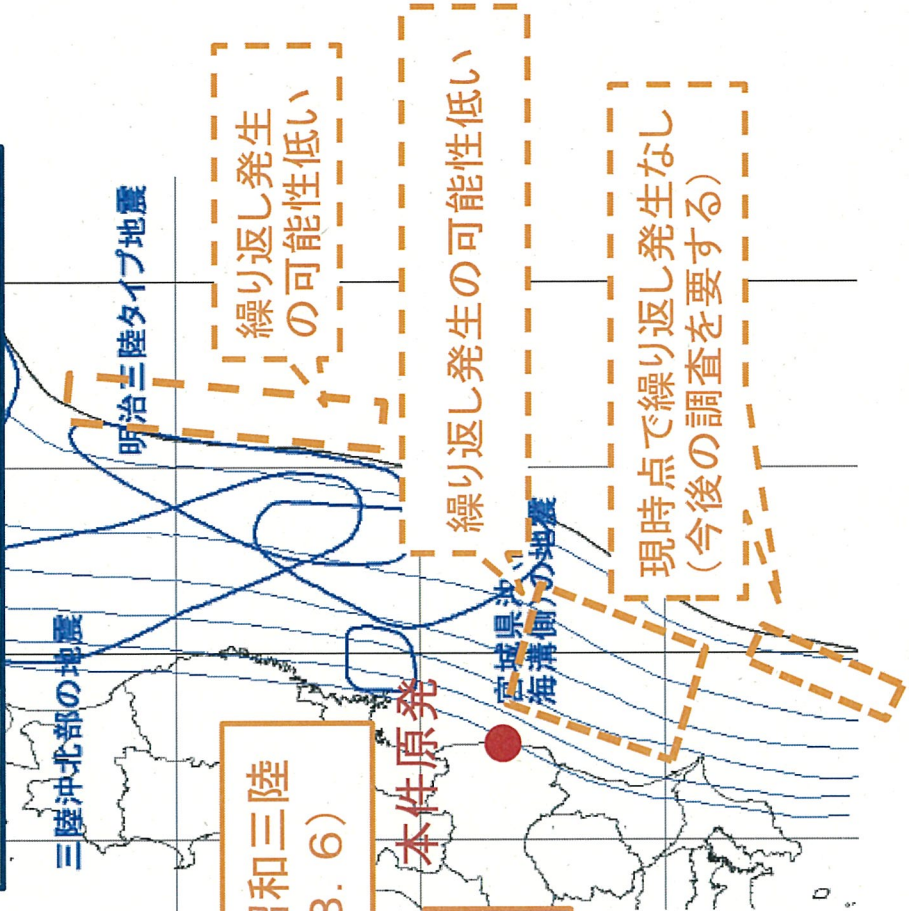 三陸沖北部の地震
明治三陸タイプ地震
繰り返し発生
の可能性低い
和三陸
6）
本件原発
繰り返し発生の可能性低い
宮城県沖
海溝側の地震
現時点で繰り返し発生なし
（今後の調査を要する）